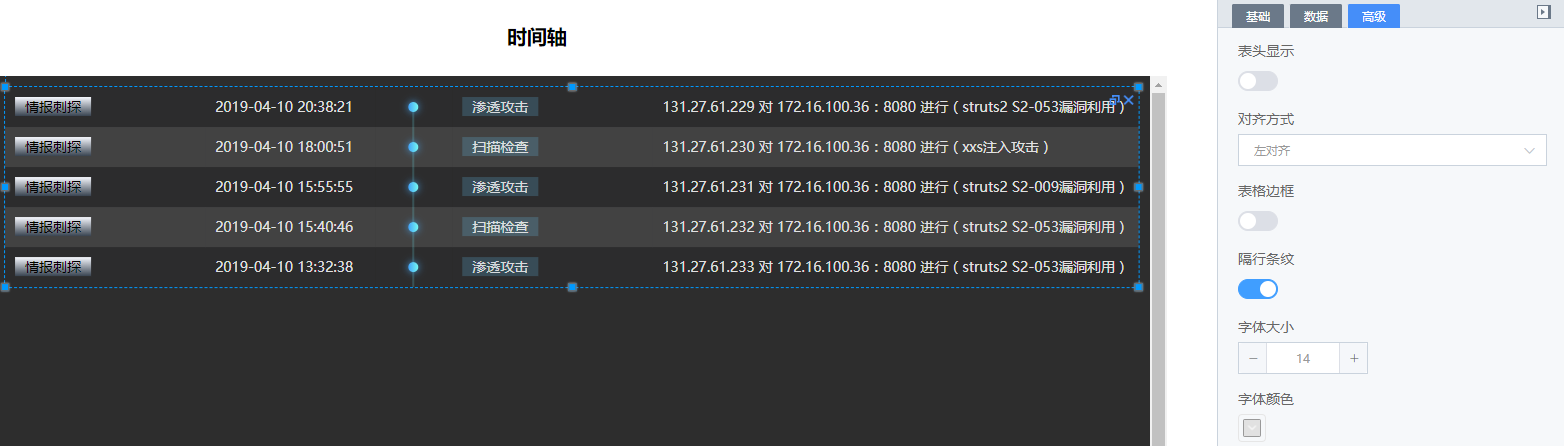 时间轴
情报刺探 2019-04-10 20:38:21 渗透攻击 131.27.61.229 对 172.16.100.36：8080 进行（struts2 S2-053漏洞利用）
情报刺探 2019-04-10 18:00:51 扫描检查 131.27.61.230 对 172.16.100.36：8080 进行（xxs注入攻击）
情报刺探 2019-04-10 15:55:55 渗透攻击 131.27.61.231 对 172.16.100.36：8080 进行（struts2 S2-009漏洞利用）
情报刺探 2019-04-10 15:40:46 扫描检查 131.27.61.232 对 172.16.100.36：8080 进行（struts2 S2-053漏洞利用）
情报刺探 2019-04-10 13:32:38 渗透攻击 131.27.61.233 对 172.16.100.36：8080 进行（struts2 S2-053漏洞利用）
基础 数据 高级
表头显示
对齐方式
左对齐
表格边框
隔行条纹
字体大小
− 14 +
字体颜色